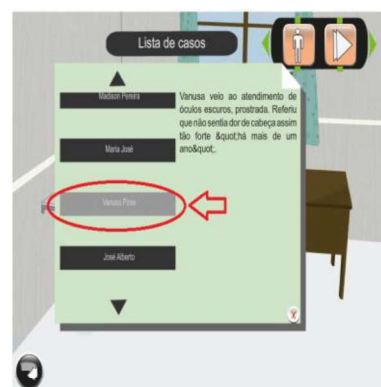 Lista de casos
Madison Pereira
Maria José
Vanusa Pires
José Alberto
Vanusa veio ao atendimento de
óculos escuros, prostrada. Referiu
que não sentia dor de cabeça assim
tão forte &quot;há mais de um
ano&quot;.